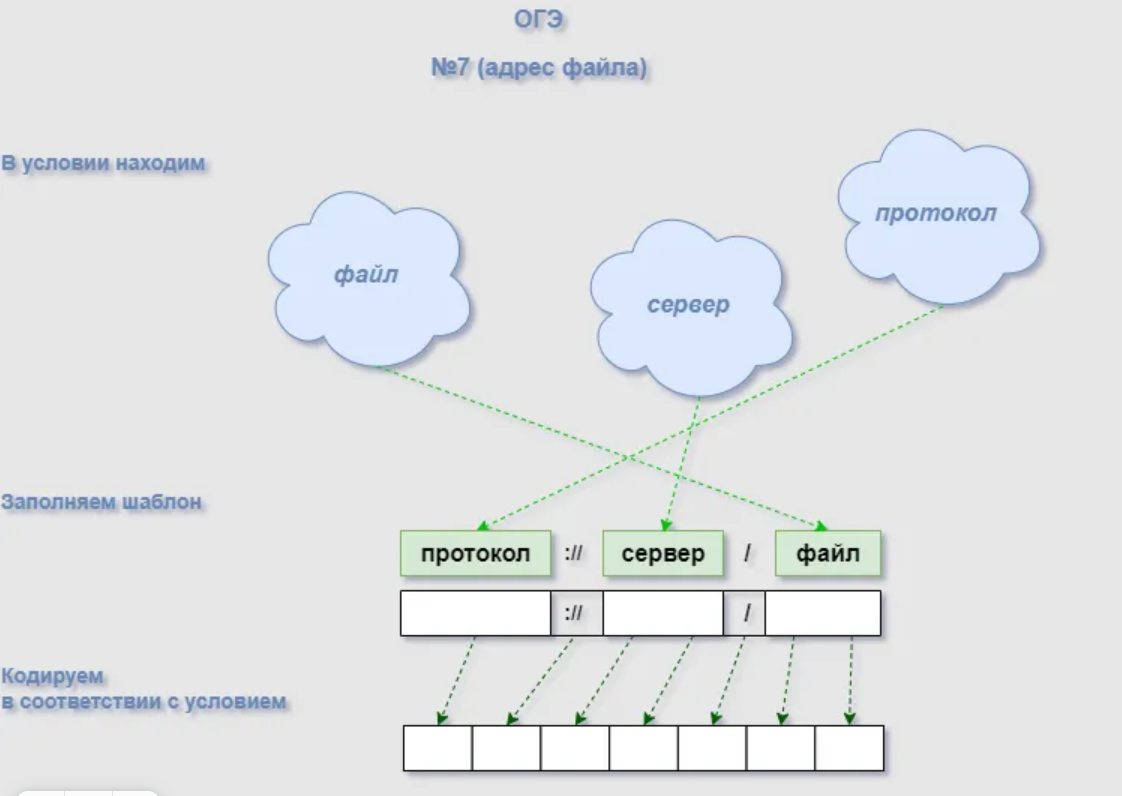 ОГЭ
№7 (адрес файла)
В условии находим
протокол
файл
сервер
Заполняем шаблон
протокол :// сервер / файл
:// /
Кодируем
в соответствии с условием